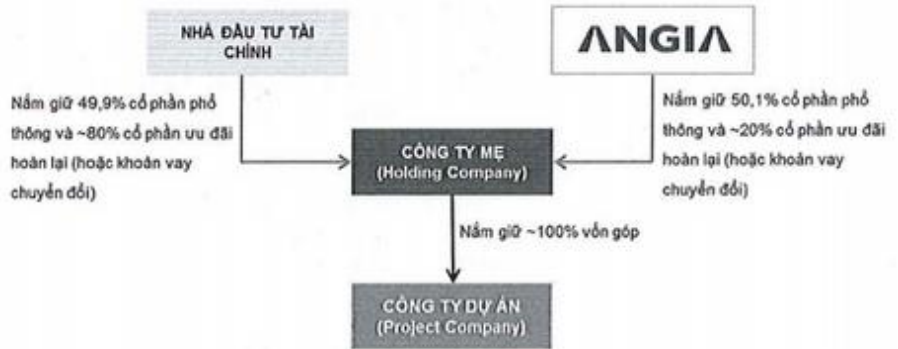 NHÀ ĐẦU TƯ TÀI
CHÍNH
ANGIA
Nắm giữ 49,9% cổ phần phổ
thông và ~80% cổ phần ưu đãi
hoàn lại (hoặc khoản vay
chuyển đổi)
Nắm giữ 50,1% cổ phần phổ
thông và ~20% cổ phần ưu đãi
hoàn lại (hoặc khoản vay
chuyển đổi)
CÔNG TY MẸ
(Holding Company)
Nắm giữ ~100% vốn góp
CÔNG TY DỰ ÁN
(Project Company)